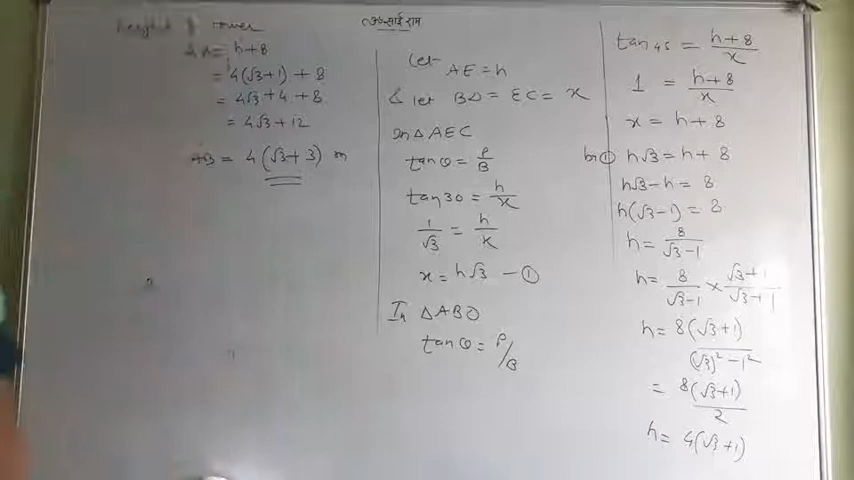 ॐ साई राम
height of tower
= h+8
= 4(√3+1) + 8
= 4√3+4 + 8
= 4√3+12
AB = 4(√3+3) m
Let
AE = h
& let BD = EC = x
In △AEC
tanθ = P/B
tan30 = h/x
1/√3 = h/x
x = h√3 — ①
In △ABD
tanθ = P/B
tan45 = h+8/x
1 = h+8/x
x = h+8
① h√3 = h+8
h√3-h = 8
h(√3-1) = 8
h = 8/√3-1
h = 8/√3-1 × √3+1/√3+1
h = 8(√3+1)/(√3)²-1²
= 8(√3+1)/2
h = 4(√3+1)